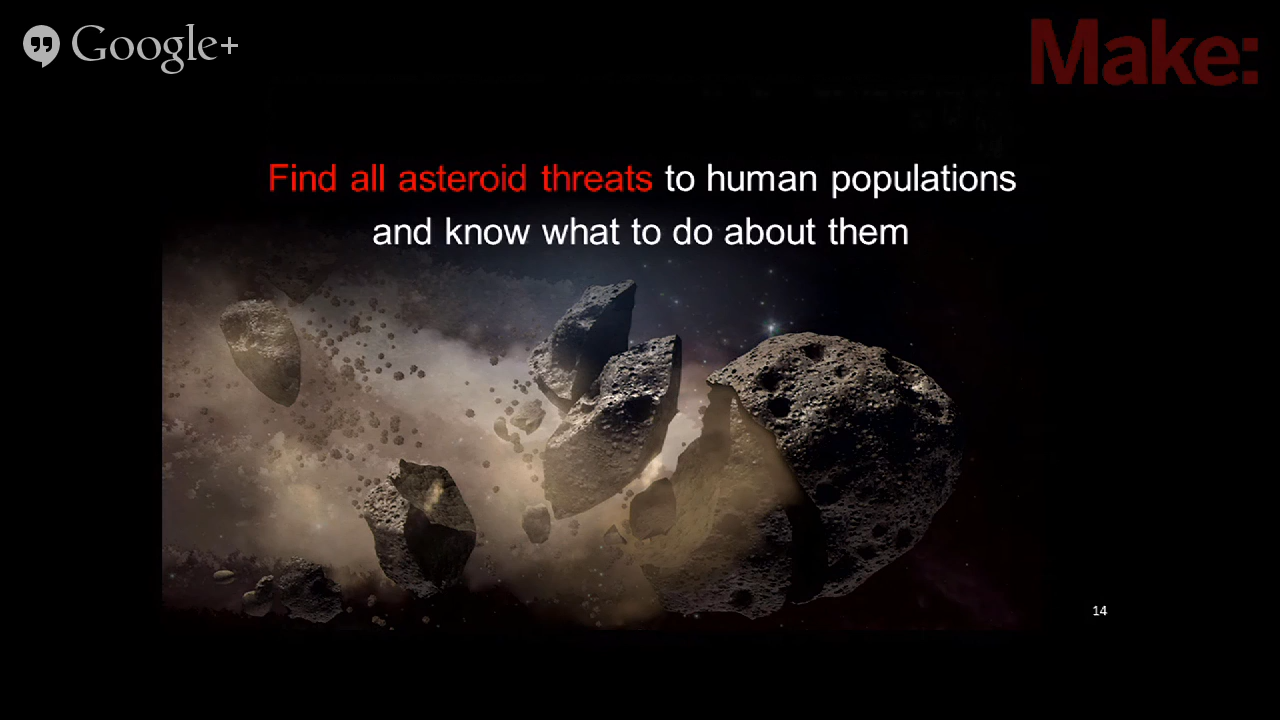 Google+
Make:
Find all asteroid threats to human populations
and know what to do about them
14